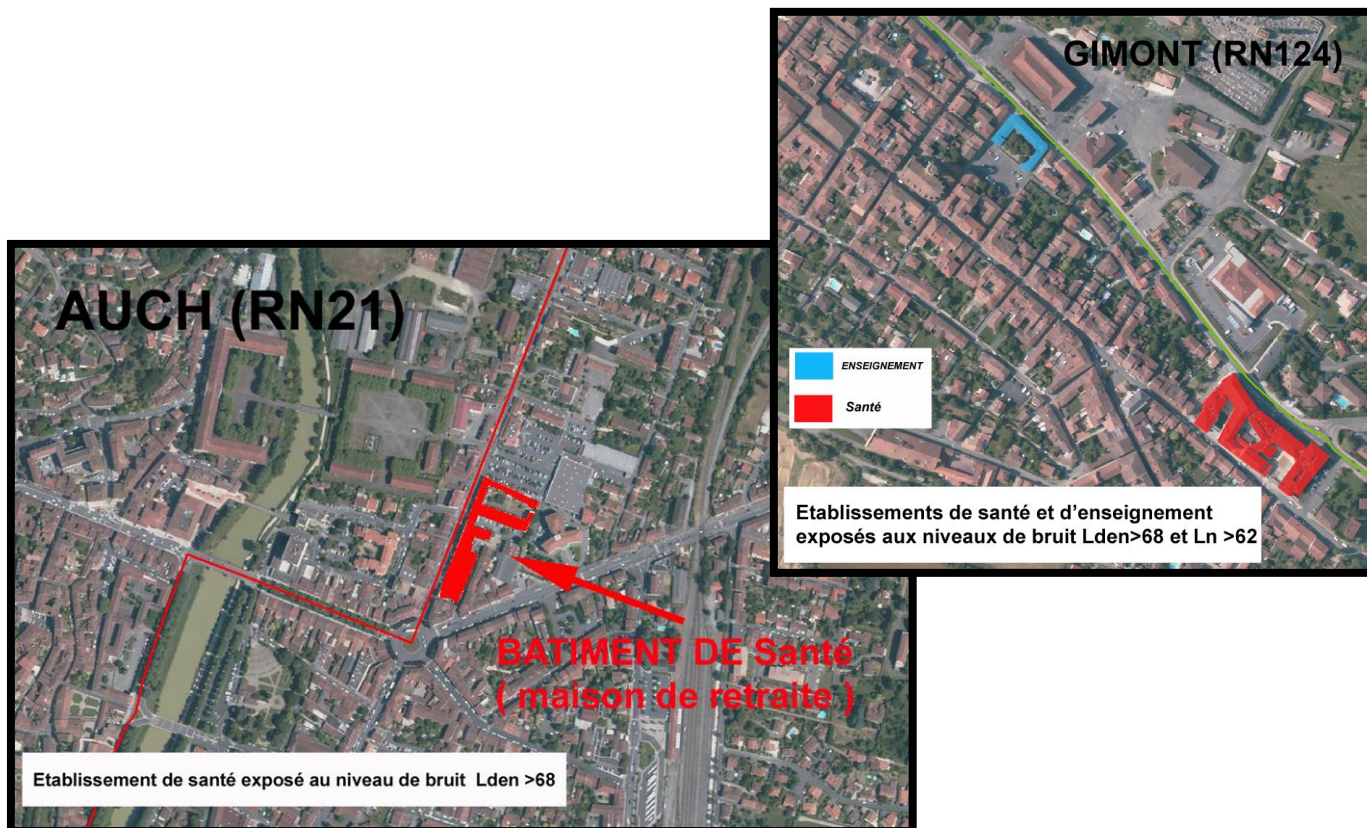 GIMONT (RN124)
ENSEIGNEMENT
Santé
Etablissements de santé et d'enseignement
exposés aux niveaux de bruit Lden>68 et Ln >62
AUCH (RN21)
BATIMENT DE Santé
( maison de retraite )
Etablissement de santé exposé au niveau de bruit Lden >68